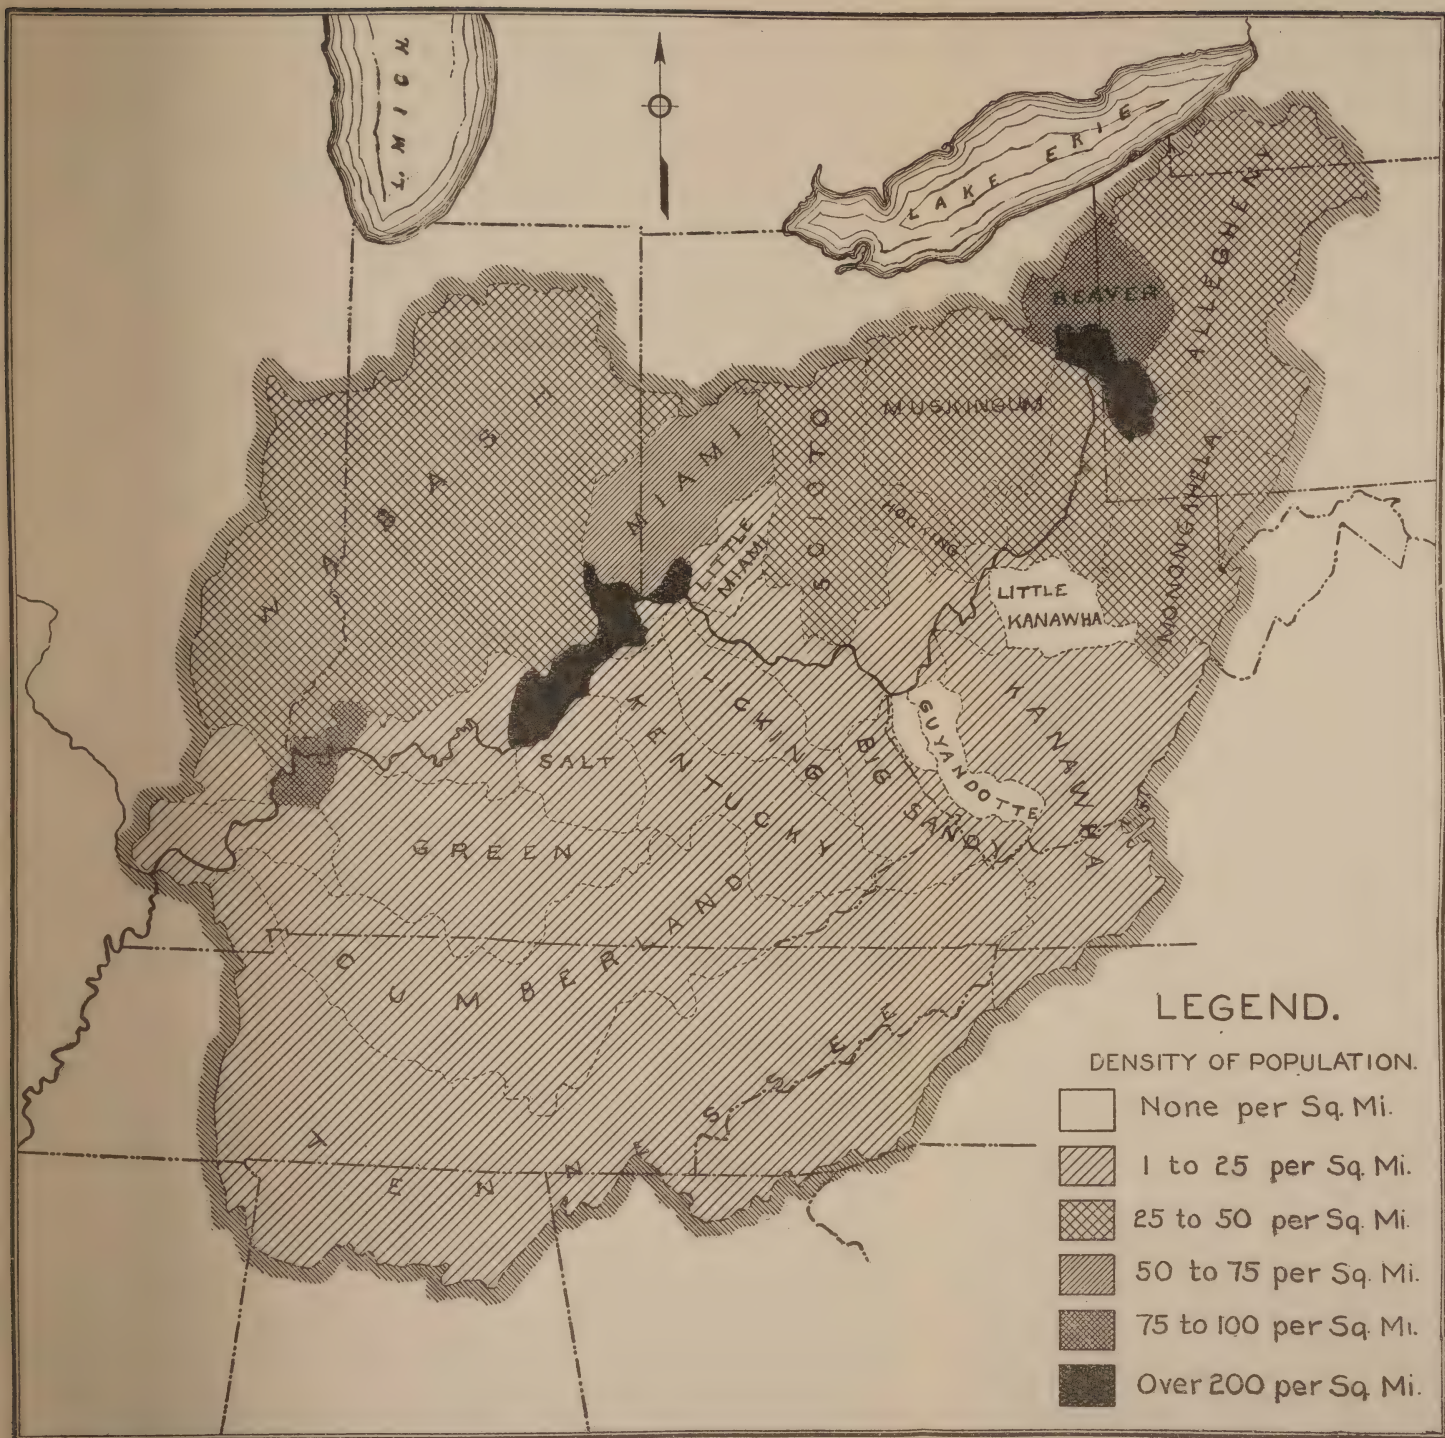 L. MICH.
LAKE ERIE
ALLEGHENY
BEAVER
WABASH
MIAMI
MUSKINGUM
SCIOTO
LITTLE
MIAMI
HOCKING
MONONGAHELA
LITTLE
KANAWHA
KANAWHA
GUYANDOTTE
LICKING
BIG SANDY
KENTUCKY
SALT
GREEN
CUMBERLAND
TENNESSEE
LEGEND.
DENSITY OF POPULATION.
None per Sq. Mi.
1 to 25 per Sq. Mi.
25 to 50 per Sq. Mi.
50 to 75 per Sq. Mi.
75 to 100 per Sq. Mi.
Over 200 per Sq. Mi.